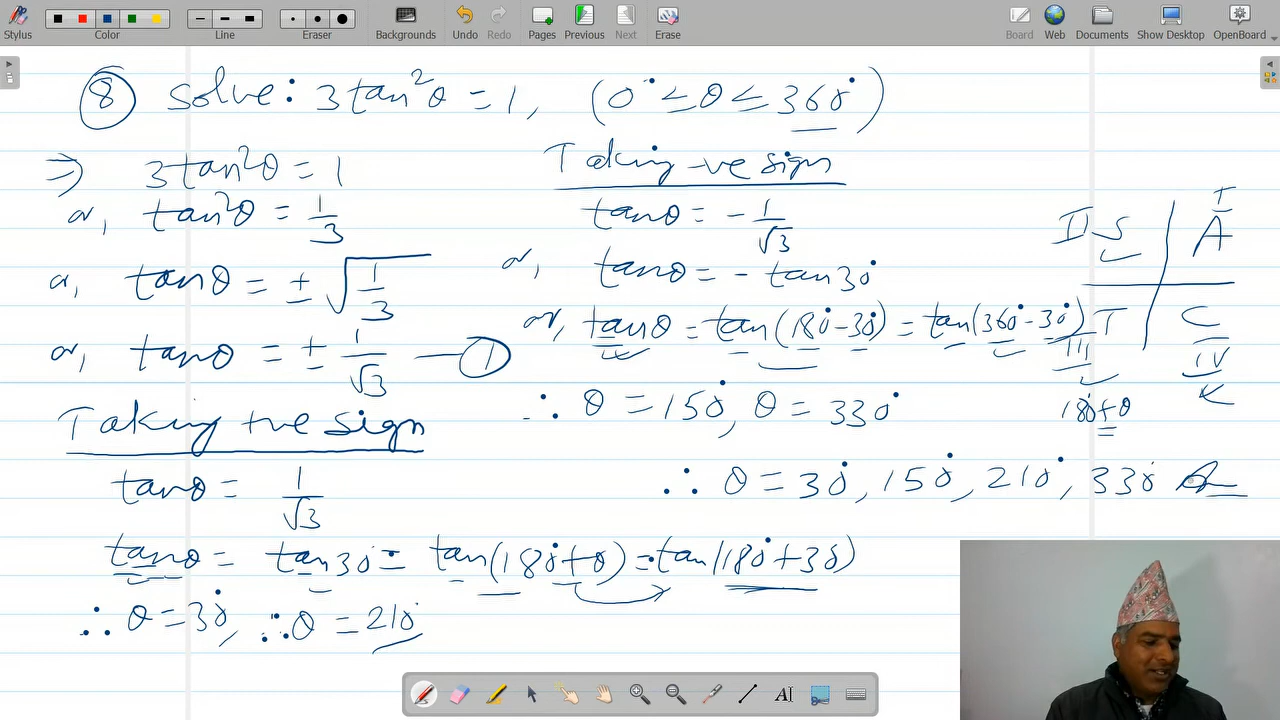 Stylus Color Line Eraser Backgrounds Undo Redo Pages Previous Next Erase Board Web Documents Show Desktop OpenBoard
⑧ Solve: 3tan²θ = 1, (0° ≤ θ ≤ 360°)
⇒ 3tan²θ = 1
or, tan²θ = 1/3
or, tanθ = ± √(1/3)
or, tanθ = ± 1/√3 — ①
Taking +ve sign
tanθ = 1/√3
tanθ = tan30° = tan(180°+θ) = tan(180°+30)
∴ θ = 30°, ∴ θ = 210°
Taking -ve sign
tanθ = - 1/√3
or, tanθ = - tan30°
or, tanθ = tan(180°-30°) = tan(360°-30°)
∴ θ = 150°, θ = 330°
∴ θ = 30°, 150°, 210°, 330°
II S
I A
T III
C IV
180°+θ